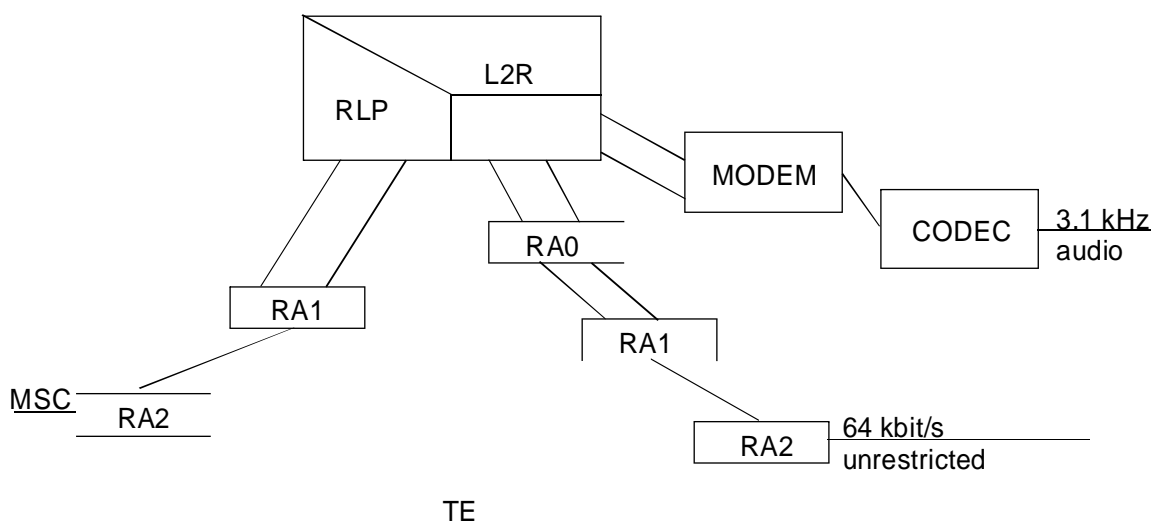 L2R
RLP
MODEM
CODEC
3.1 kHz
audio
RA0
RA1
RA1
MSC
RA2
64 kbit/s
RA2
unrestricted
TE